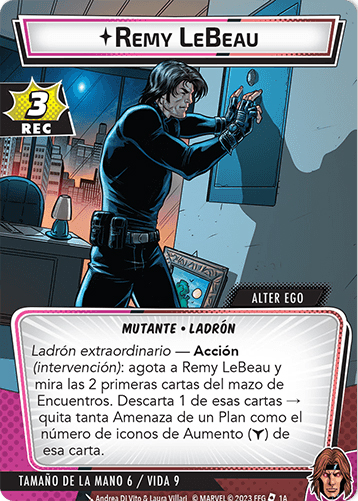 REMY LEBEAU
3
REC
ALTER EGO
MUTANTE • LADRÓN
Ladrón extraordinario — Acción
(intervención): agota a Remy LeBeau y
mira las 2 primeras cartas del mazo de
Encuentros. Descarta 1 de esas cartas →
quita tanta Amenaza de un Plan como el
número de iconos de Aumento () de
esa carta.
TAMAÑO DE LA MANO 6 / VIDA 9
Andrea Di Vito & Laura Villari. © MARVEL © 2023 FFG 1A